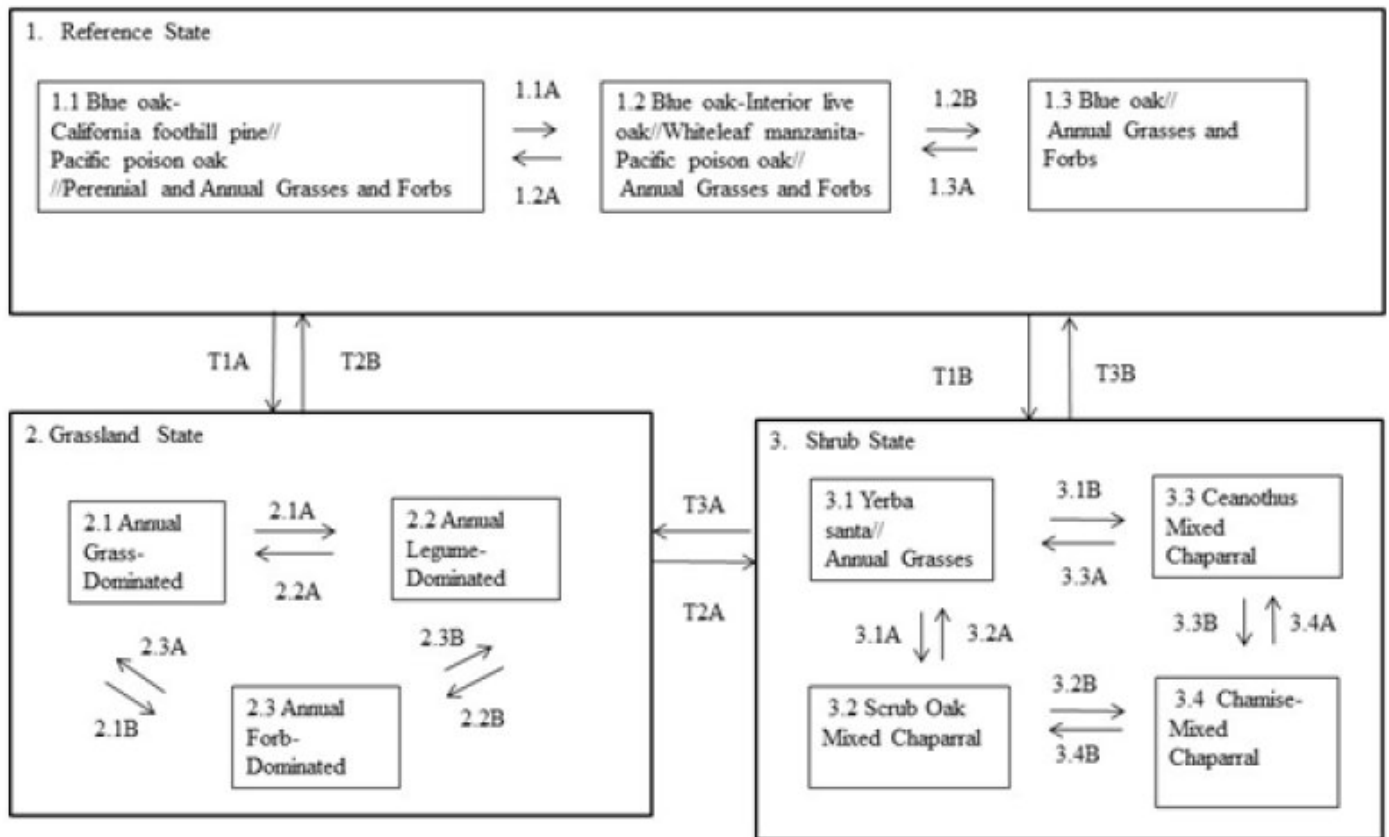 1. Reference State
1.1 Blue oak-
California foothill pine//
Pacific poison oak
//Perennial and Annual Grasses and Forbs
1.1A
1.2A
1.2 Blue oak-Interior live
oak//Whiteleaf manzanita-
Pacific poison oak//
Annual Grasses and Forbs
1.2B
1.3A
1.3 Blue oak//
Annual Grasses and
Forbs
T1A
T2B
T1B
T3B
2. Grassland State
2.1 Annual
Grass-
Dominated
2.1A
2.2A
2.2 Annual
Legume-
Dominated
2.3A
2.1B
2.3B
2.2B
2.3 Annual
Forb-
Dominated
T3A
T2A
3. Shrub State
3.1 Yerba
santa//
Annual Grasses
3.1B
3.3A
3.3 Ceanothus
Mixed
Chaparral
3.1A
3.2A
3.3B
3.4A
3.2 Scrub Oak
Mixed Chaparral
3.2B
3.4B
3.4 Chamise-
Mixed
Chaparral